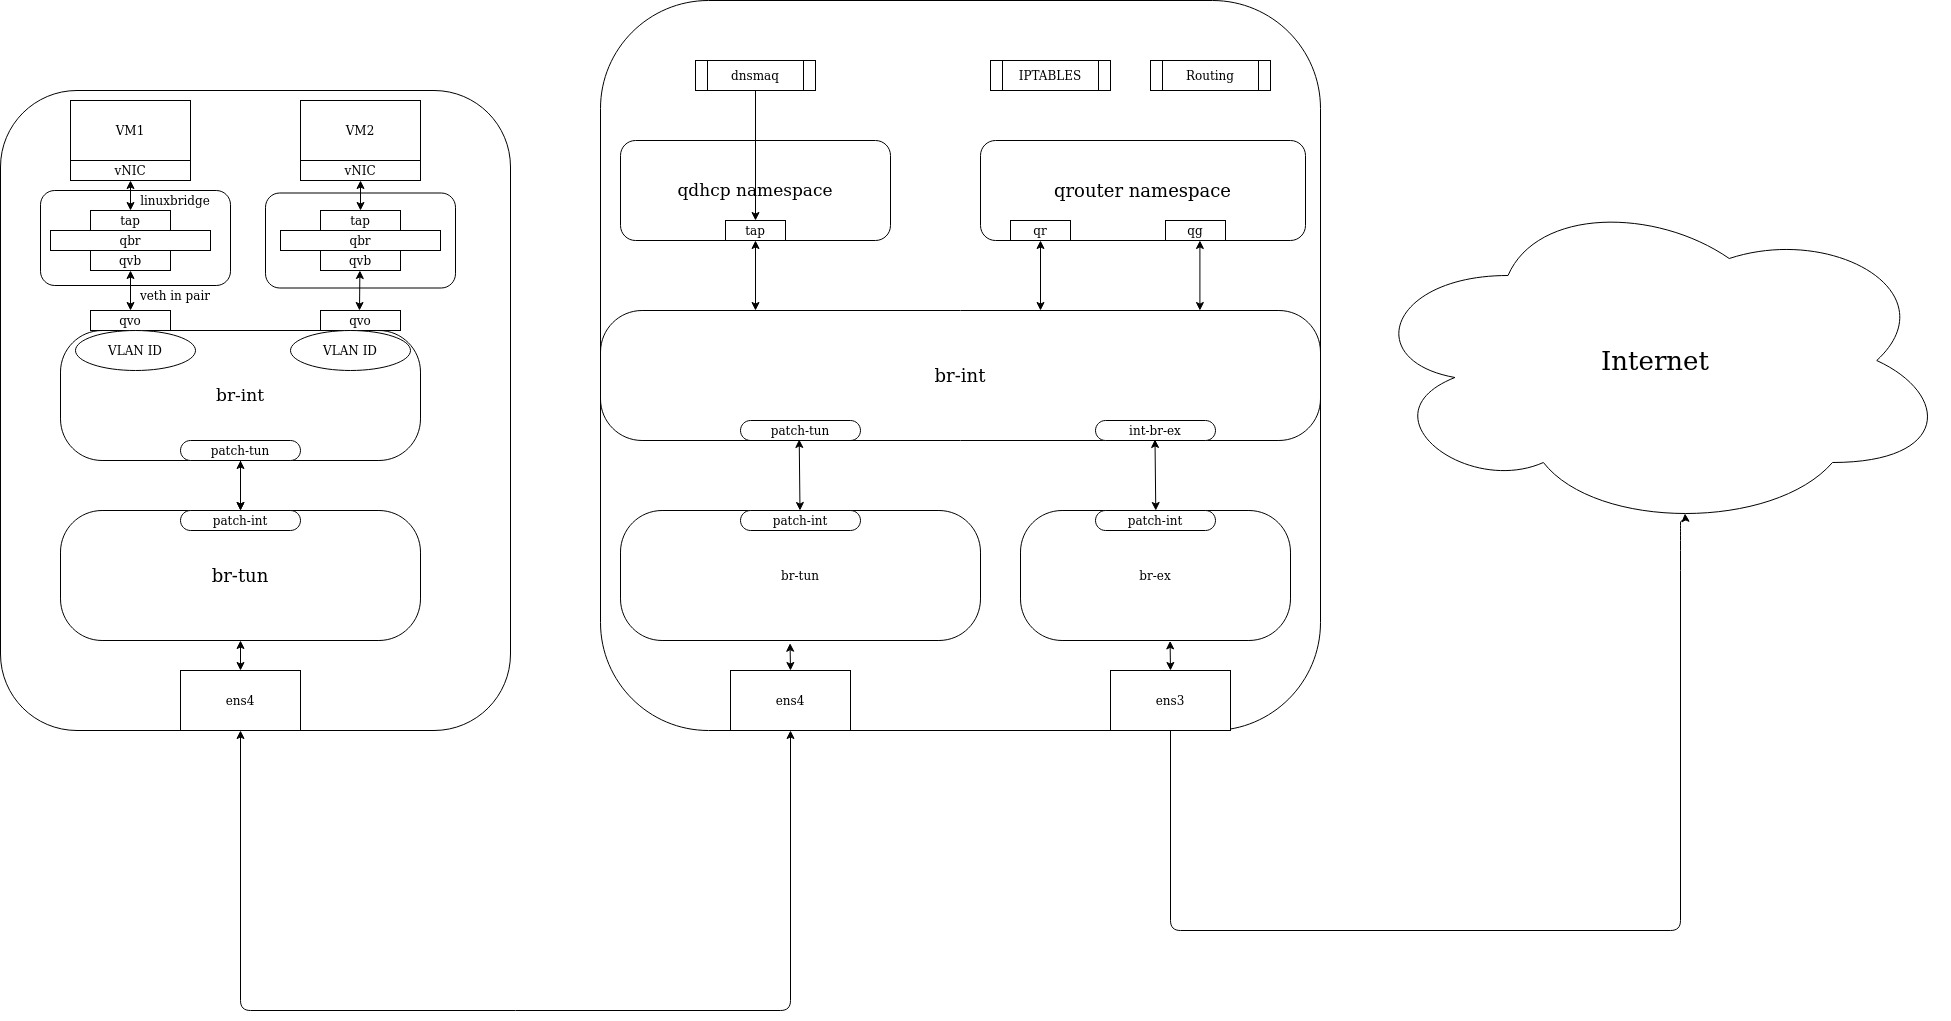 VM1
vNIC
linuxbridge
tap
qbr
qvb
veth in pair
qvo
VLAN ID
VM2
vNIC
tap
qbr
qvb
qvo
VLAN ID
br-int
patch-tun
patch-int
br-tun
ens4
dnsmaq
IPTABLES
Routing
qdhcp namespace
tap
qrouter namespace
qr
qg
br-int
patch-tun
int-br-ex
patch-int
br-tun
patch-int
br-ex
ens4
ens3
Internet